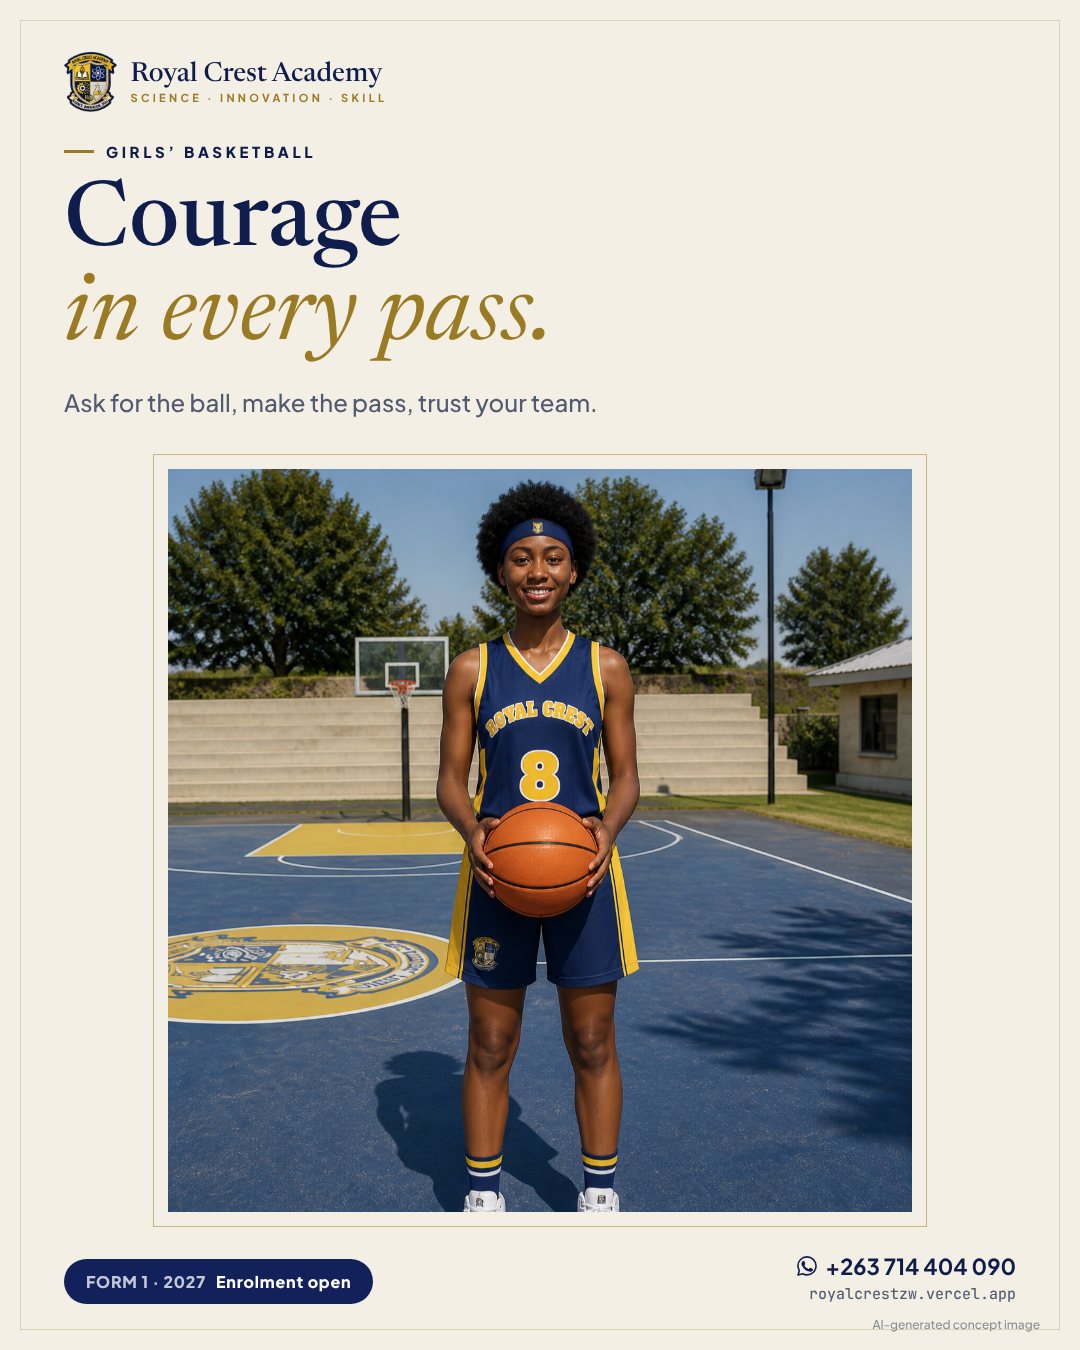 Royal Crest Academy
SCIENCE · INNOVATION · SKILL
GIRLS’ BASKETBALL
Courage
in every pass.
Ask for the ball, make the pass, trust your team.
ROYAL CREST
8
FORM 1 · 2027 Enrolment open
+263 714 404 090
royalcrestzw.vercel.app
AI-generated concept image